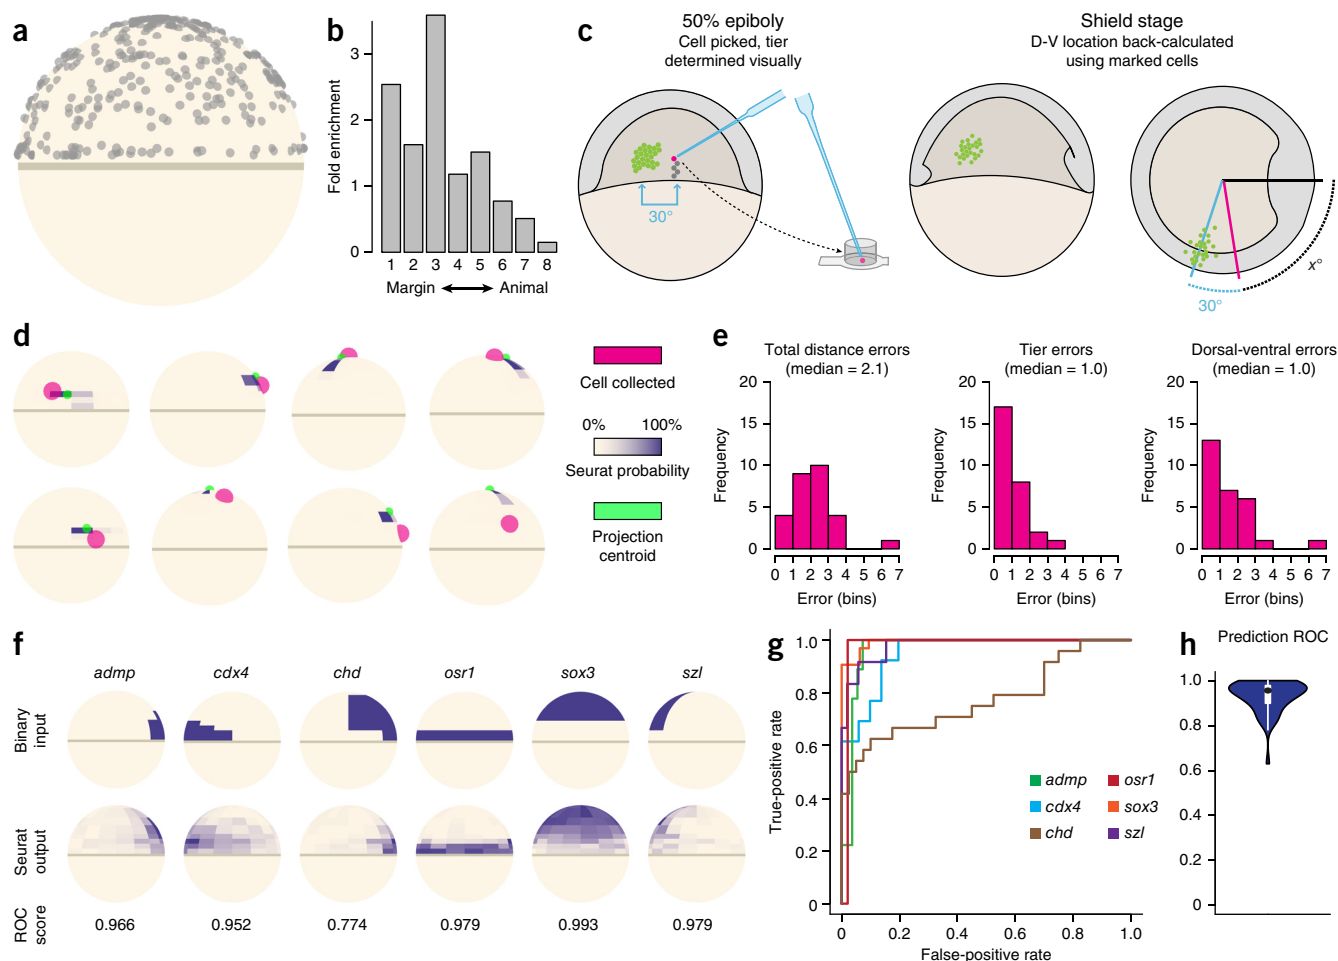 a
b
Fold enrichment
3
2
1
0
1 2 3 4 5 6 7 8
Margin Animal
c
50% epiboly
Cell picked, tier
determined visually
30°
Shield stage
D-V location back-calculated
using marked cells
x°
30°
d
Cell collected
0% 100%
Seurat probability
Projection
centroid
e
Total distance errors
(median = 2.1)
Frequency
20
15
10
5
0
0 1 2 3 4 5 6 7
Error (bins)
Tier errors
(median = 1.0)
Frequency
20
15
10
5
0
0 1 2 3 4 5 6 7
Error (bins)
Dorsal-ventral errors
(median = 1.0)
Frequency
20
15
10
5
0
0 1 2 3 4 5 6 7
Error (bins)
f
admp cdx4 chd osr1 sox3 szl
Binary
input
Seurat
output
ROC
score
0.966 0.952 0.774 0.979 0.993 0.979
g
True-positive rate
1.0
0.8
0.6
0.4
0.2
0
0 0.2 0.4 0.6 0.8 1.0
False-positive rate
admp osr1
cdx4 sox3
chd szl
h
Prediction ROC
1.0
0.8
0.6
0.4
0.2
0